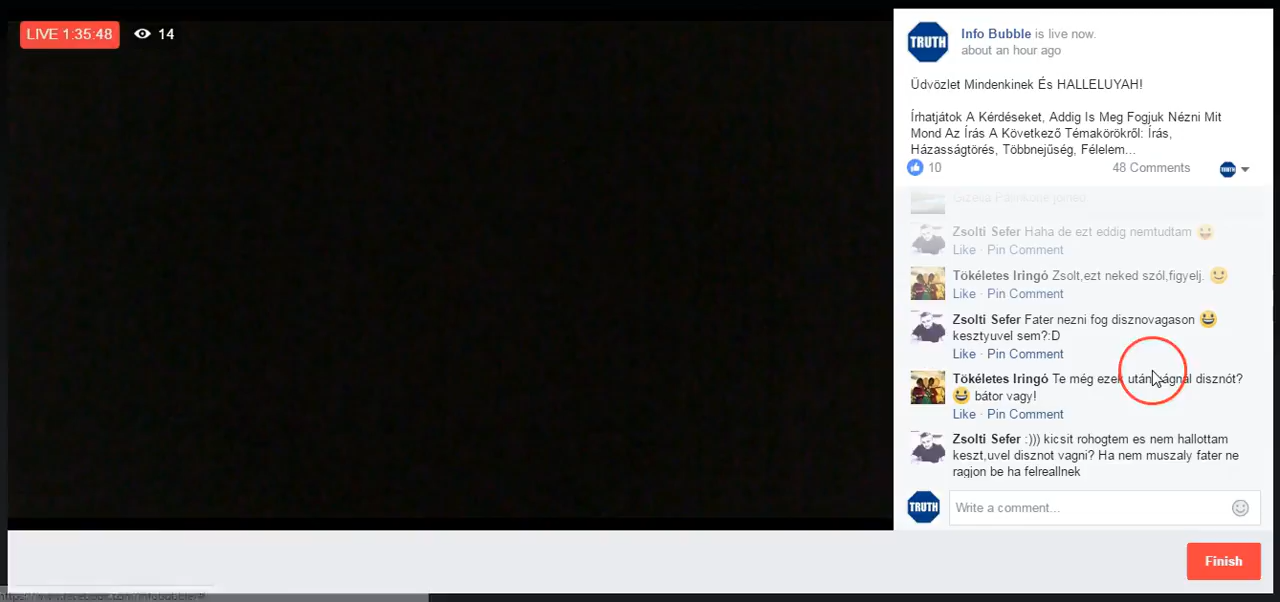 LIVE 1:35:48 14
TRUTH
Info Bubble is live now.
about an hour ago
Üdvözlet Mindenkinek És HALLELUYAH!
Írhatjátok A Kérdéseket, Addig Is Meg Fogjuk Nézni Mit
Mond Az Írás A Következő Témakörökről: Írás,
Házasságtörés, Többnejűség, Félelem...
10 48 Comments TRUTH
joined
Zsolti Sefer Haha de ezt eddig nemtudtam
Like · Pin Comment
Tökéletes Iringó Zsolt,ezt neked szól,figyelj.
Like · Pin Comment
Zsolti Sefer Fater nezni fog disznovagason
kesztyuvel sem?:D
Like · Pin Comment
Tökéletes Iringó Te még ezek után vágnál disznót?
bátor vagy!
Like · Pin Comment
Zsolti Sefer :))) kicsit rohogtem es nem hallottam
keszt,uvel disznot vagni? Ha nem muszaly fater ne
ragjon be ha felreallnek
TRUTH Write a comment...
Finish